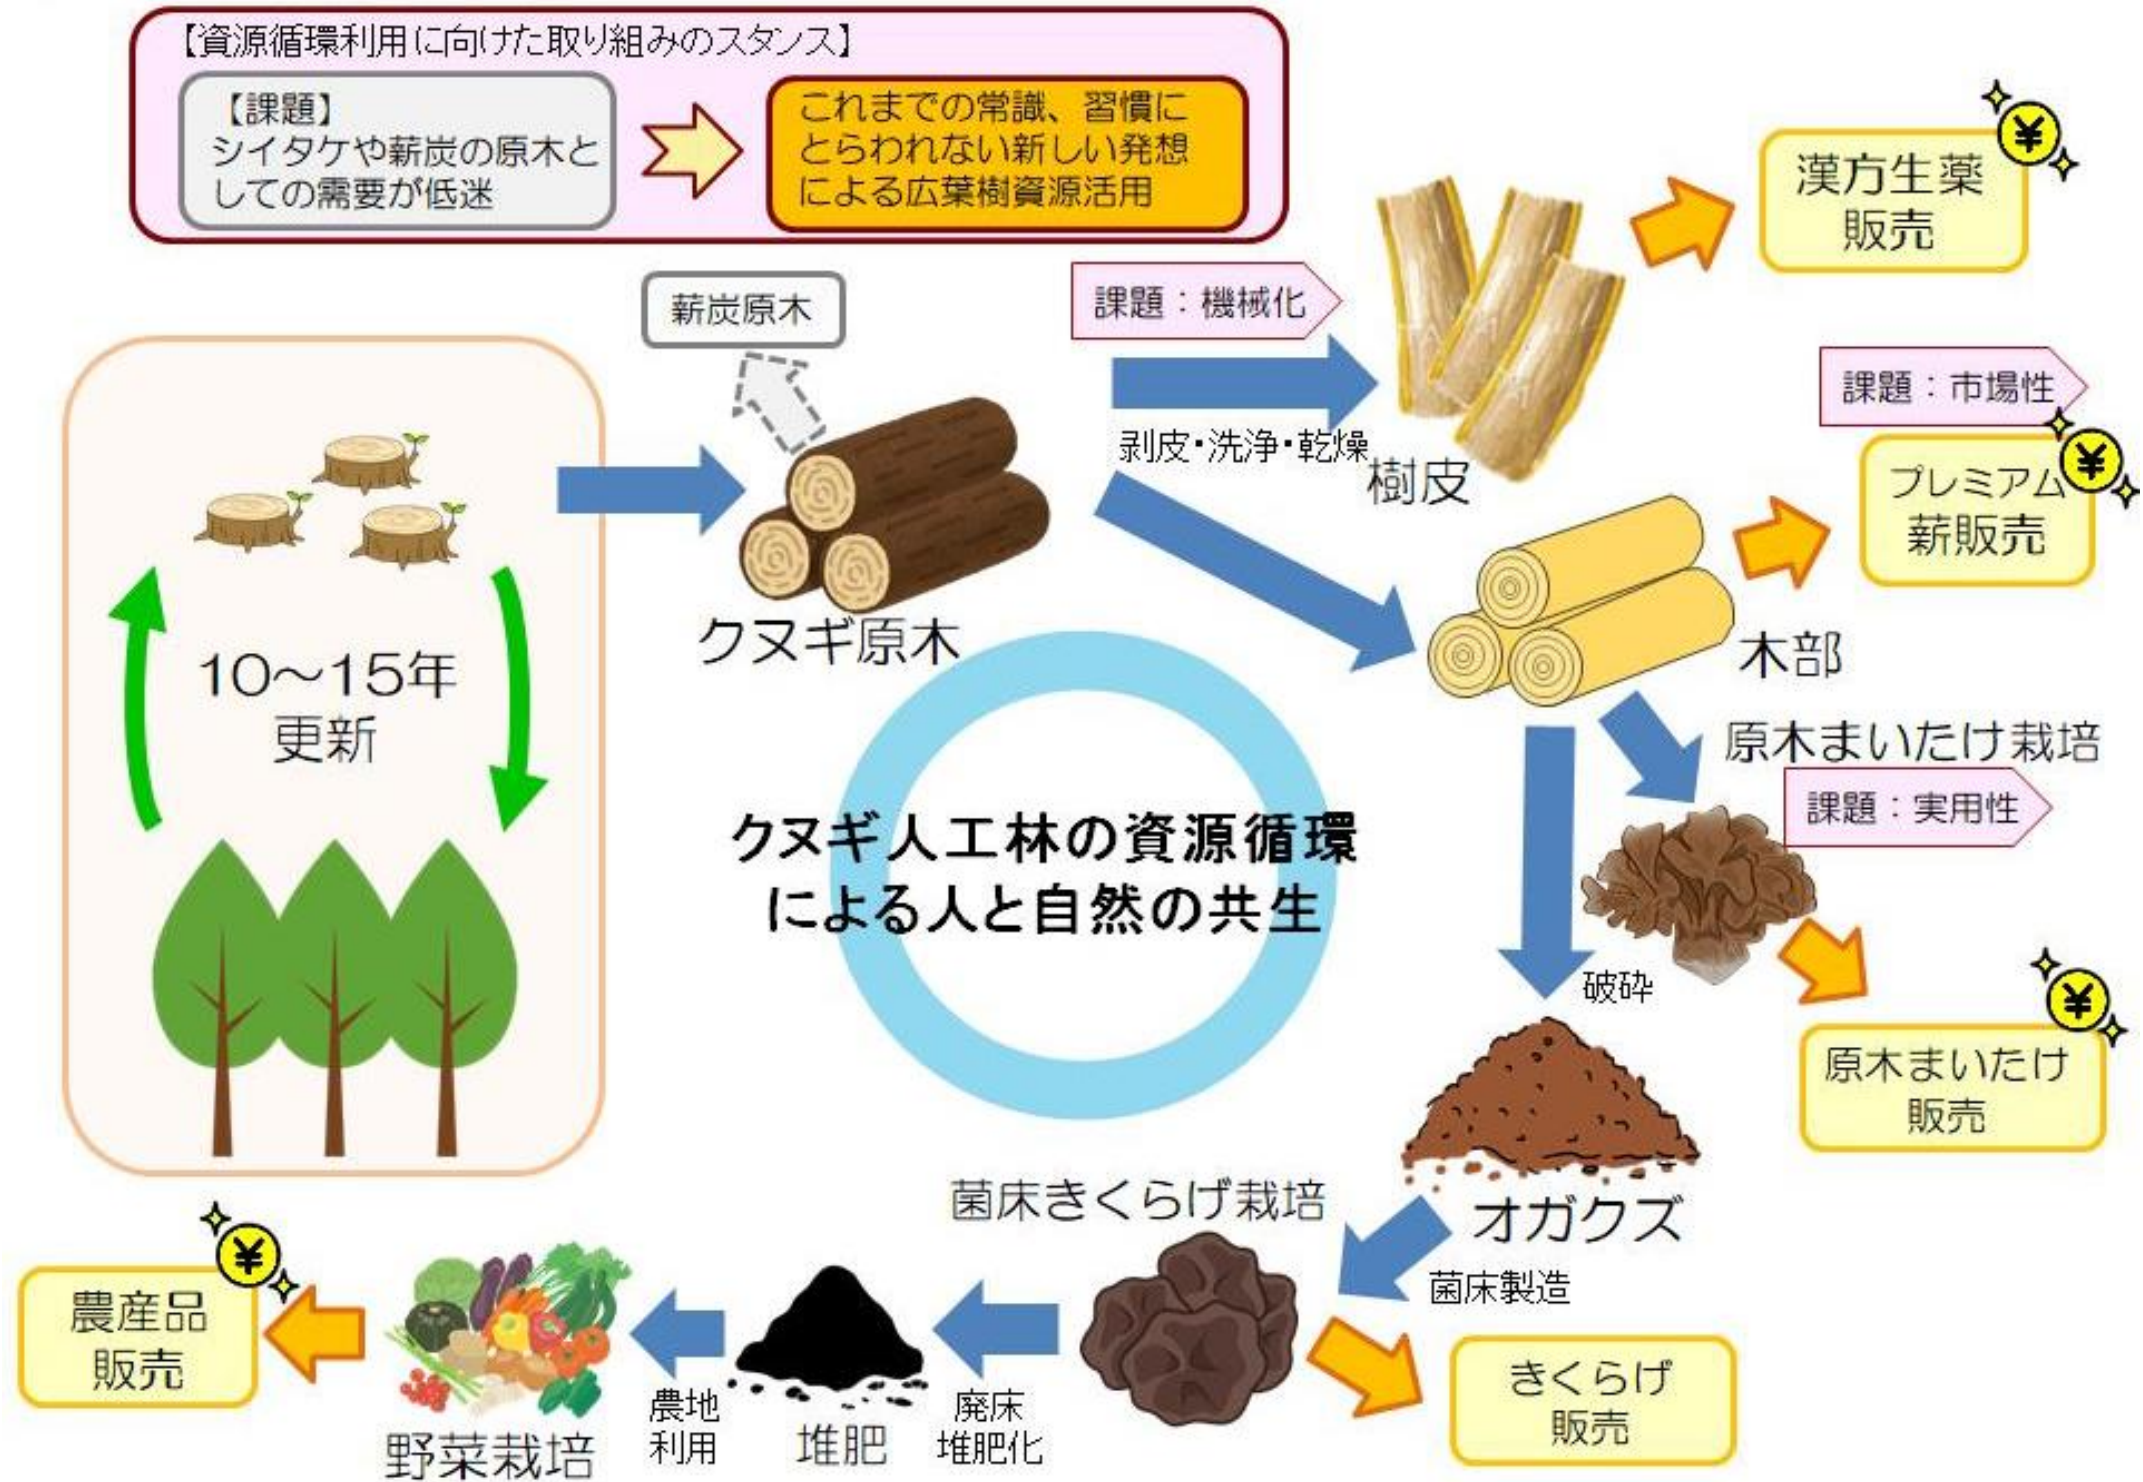 【資源循環利用に向けた取り組みのスタンス】
【課題】
シイタケや薪炭の原木と
しての需要が低迷
これまでの常識、習慣に
とらわれない新しい発想
による広葉樹資源活用
漢方生薬
販売
¥
薪炭原木
課題：機械化
課題：市場性
剥皮・洗浄・乾燥
樹皮
プレミアム
薪販売
¥
クヌギ原木
木部
10～15年
更新
原木まいたけ栽培
課題：実用性
クヌギ人工林の資源循環
による人と自然の共生
破砕
原木まいたけ
販売
¥
オガクズ
菌床きくらげ栽培
菌床製造
きくらげ
販売
廃床
堆肥化
堆肥
農地
利用
野菜栽培
農産品
販売
¥